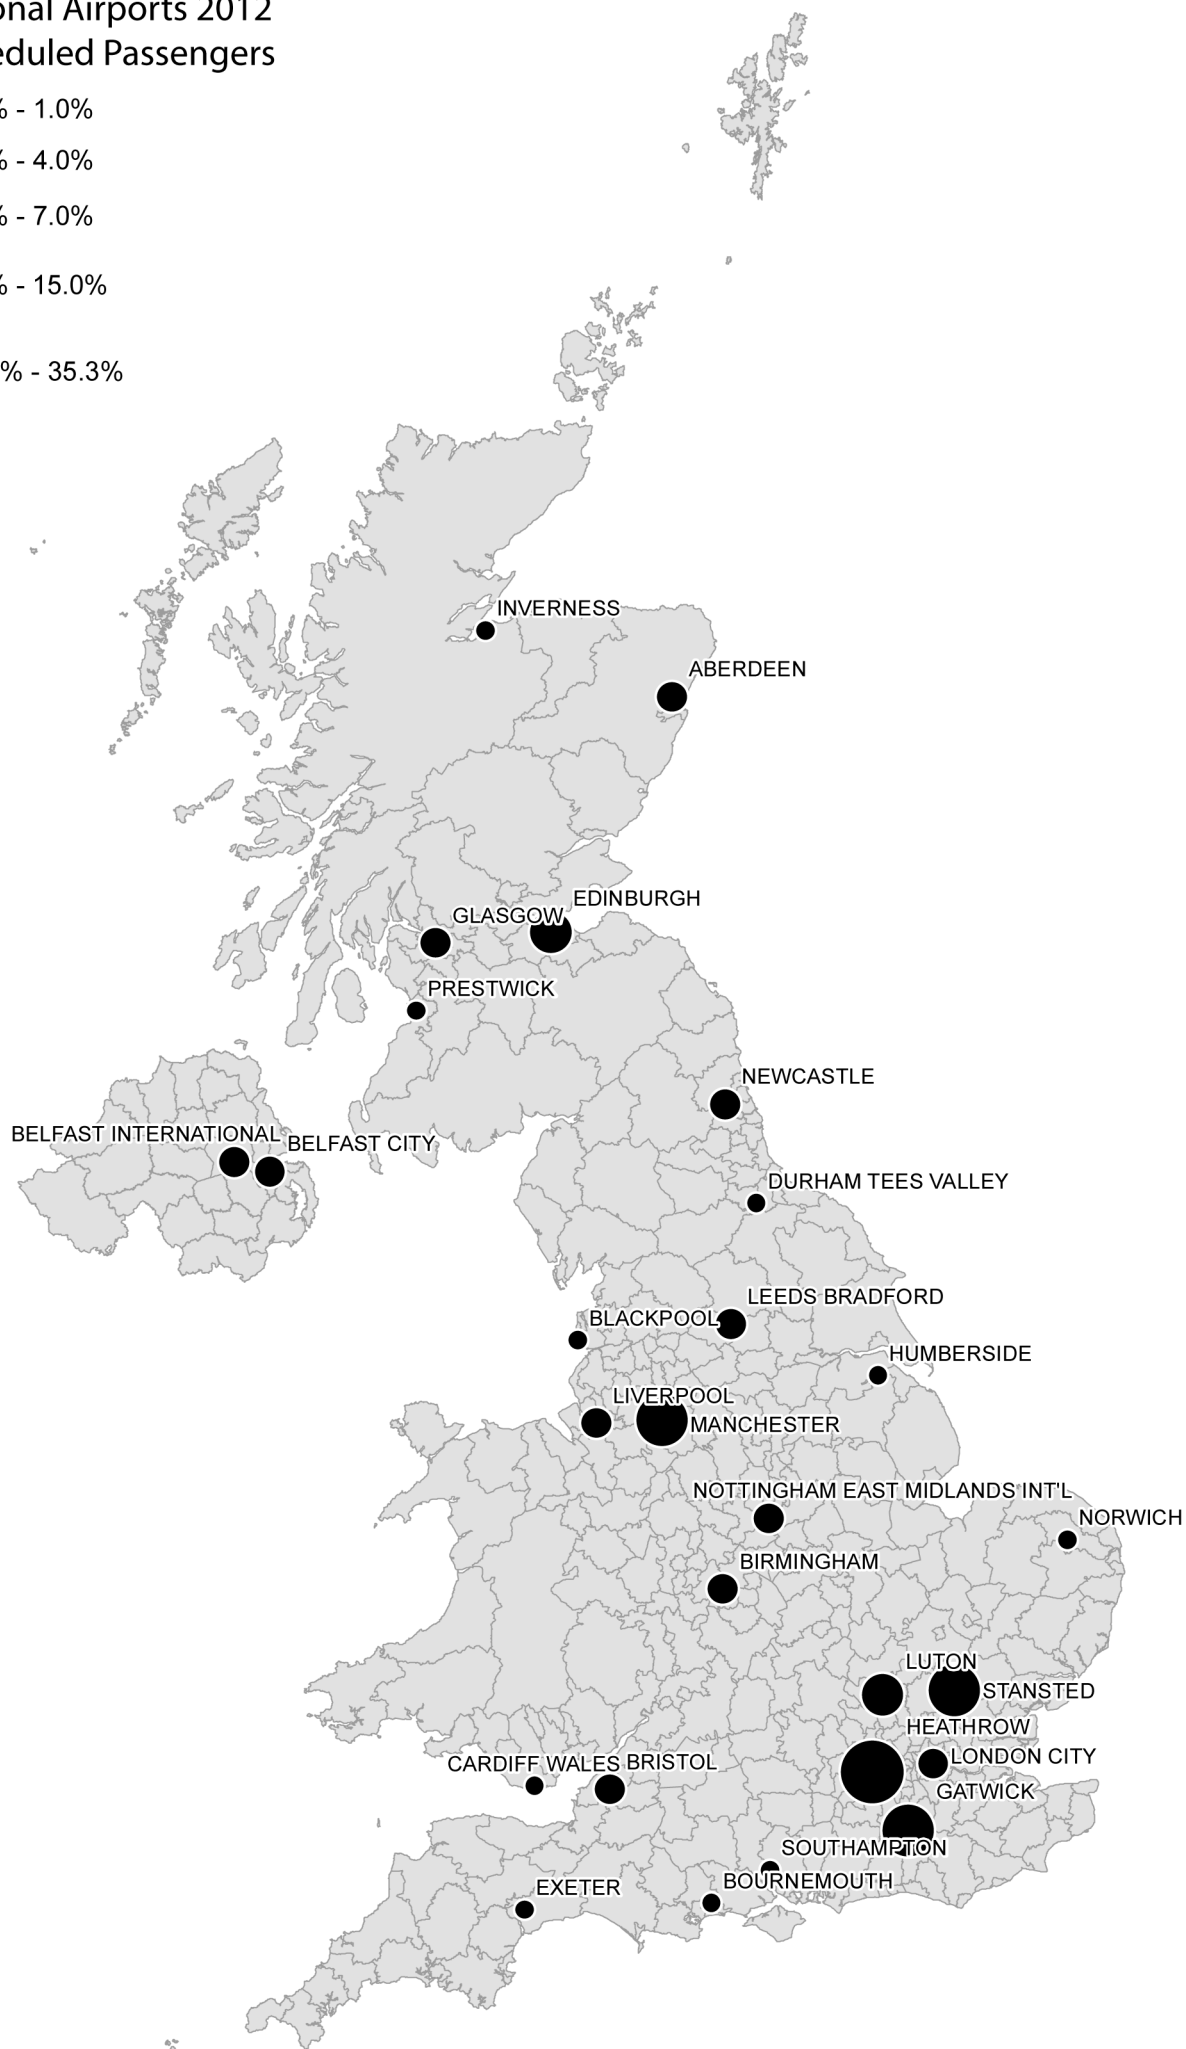 onal Airports 2012
eduled Passengers
% - 1.0%
% - 4.0%
% - 7.0%
% - 15.0%
% - 35.3%
INVERNESS
ABERDEEN
EDINBURGH
GLASGOW
PRESTWICK
NEWCASTLE
BELFAST INTERNATIONAL
BELFAST CITY
DURHAM TEES VALLEY
LEEDS BRADFORD
BLACKPOOL
HUMBERSIDE
LIVERPOOL
MANCHESTER
NOTTINGHAM EAST MIDLANDS INT'L
NORWICH
BIRMINGHAM
LUTON
STANSTED
HEATHROW
LONDON CITY
CARDIFF WALES
BRISTOL
GATWICK
SOUTHAMPTON
BOURNEMOUTH
EXETER